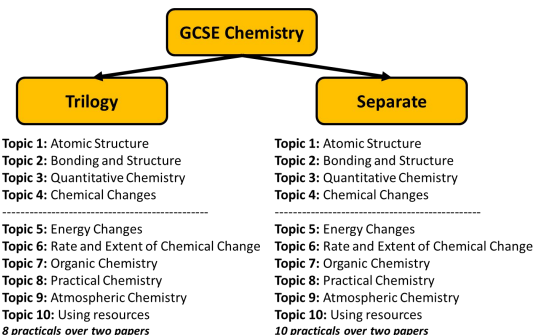 GCSE Chemistry
Trilogy
Topic 1: Atomic Structure
Topic 2: Bonding and Structure
Topic 3: Quantitative Chemistry
Topic 4: Chemical Changes
-----------------------------------------------
Topic 5: Energy Changes
Topic 6: Rate and Extent of Chemical Change
Topic 7: Organic Chemistry
Topic 8: Practical Chemistry
Topic 9: Atmospheric Chemistry
Topic 10: Using resources
8 practicals over two papers
Separate
Topic 1: Atomic Structure
Topic 2: Bonding and Structure
Topic 3: Quantitative Chemistry
Topic 4: Chemical Changes
-----------------------------------------------
Topic 5: Energy Changes
Topic 6: Rate and Extent of Chemical Change
Topic 7: Organic Chemistry
Topic 8: Practical Chemistry
Topic 9: Atmospheric Chemistry
Topic 10: Using resources
10 practicals over two papers